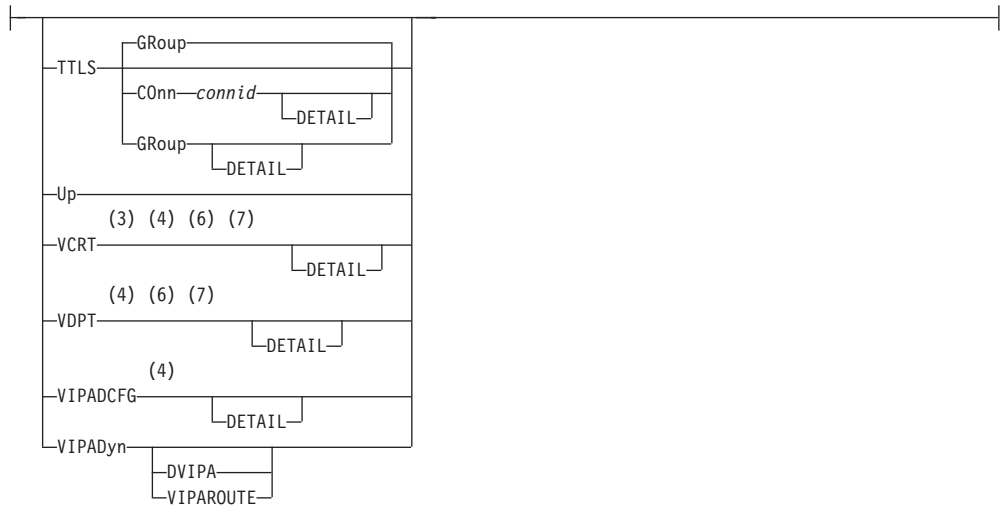 GRoup
TTLS
COnn connid
DETAIL
GRoup
DETAIL
Up
(3) (4) (6) (7)
VCRT
DETAIL
(4) (6) (7)
VDPT
DETAIL
(4)
VIPADCFG
DETAIL
VIPADyn
DVIPA
VIPAROUTE